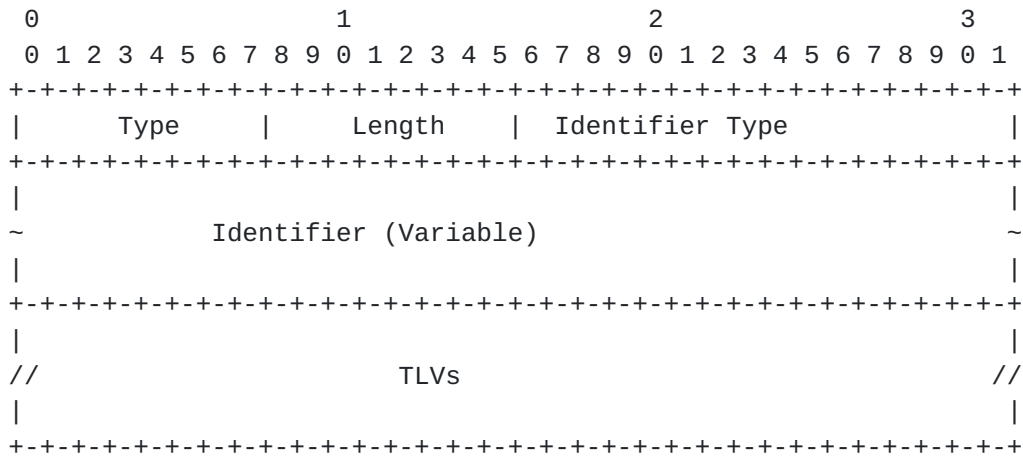 0                   1                   2                   3
 0 1 2 3 4 5 6 7 8 9 0 1 2 3 4 5 6 7 8 9 0 1 2 3 4 5 6 7 8 9 0 1
+-+-+-+-+-+-+-+-+-+-+-+-+-+-+-+-+-+-+-+-+-+-+-+-+-+-+-+-+-+-+-+-+
|      Type     |     Length    |  Identifier Type              |
+-+-+-+-+-+-+-+-+-+-+-+-+-+-+-+-+-+-+-+-+-+-+-+-+-+-+-+-+-+-+-+-+
|                                                               |
~            Identifier (Variable)                              ~
|                                                               |
+-+-+-+-+-+-+-+-+-+-+-+-+-+-+-+-+-+-+-+-+-+-+-+-+-+-+-+-+-+-+-+-+
|                                                               |
//                       TLVs                                  //
|                                                               |
+-+-+-+-+-+-+-+-+-+-+-+-+-+-+-+-+-+-+-+-+-+-+-+-+-+-+-+-+-+-+-+-+